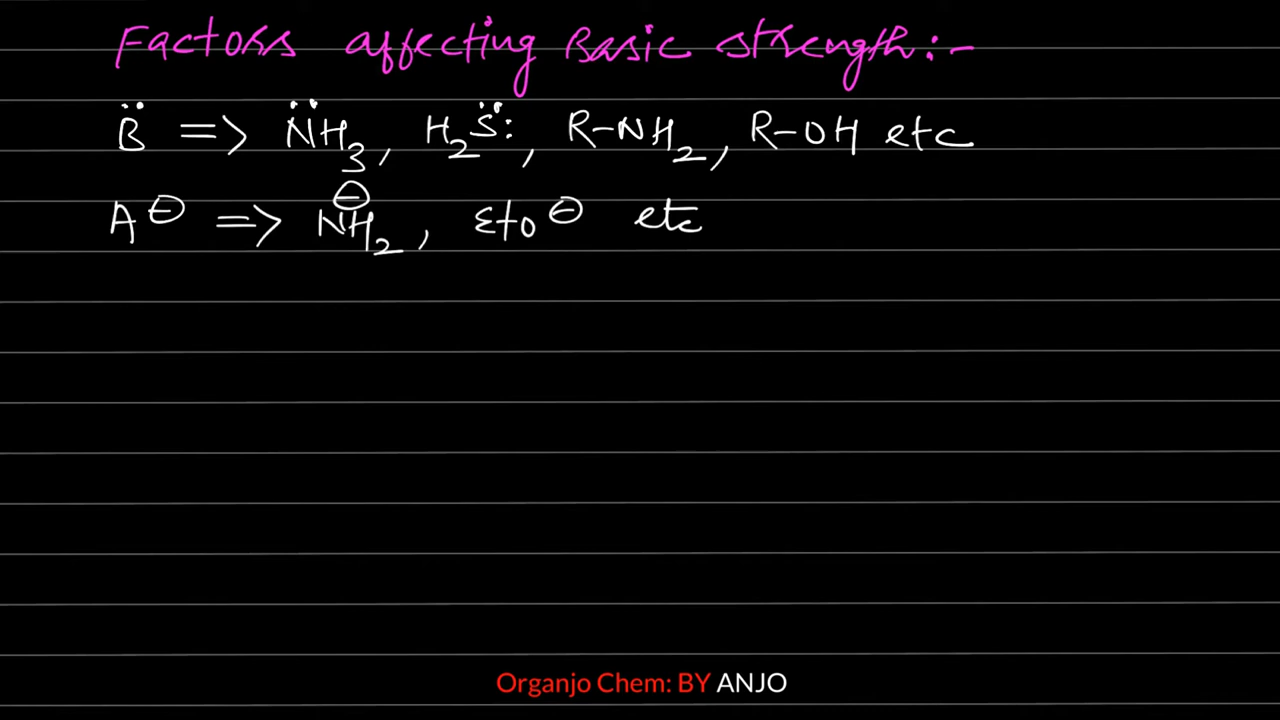 Factors affecting Basic strength:-
B̈ => N̈H₃, H₂S̈:, R-NH₂, R-OH etc
A⊖ => N⊖H₂, EtO⊖ etc
Organjo Chem: BY ANJO